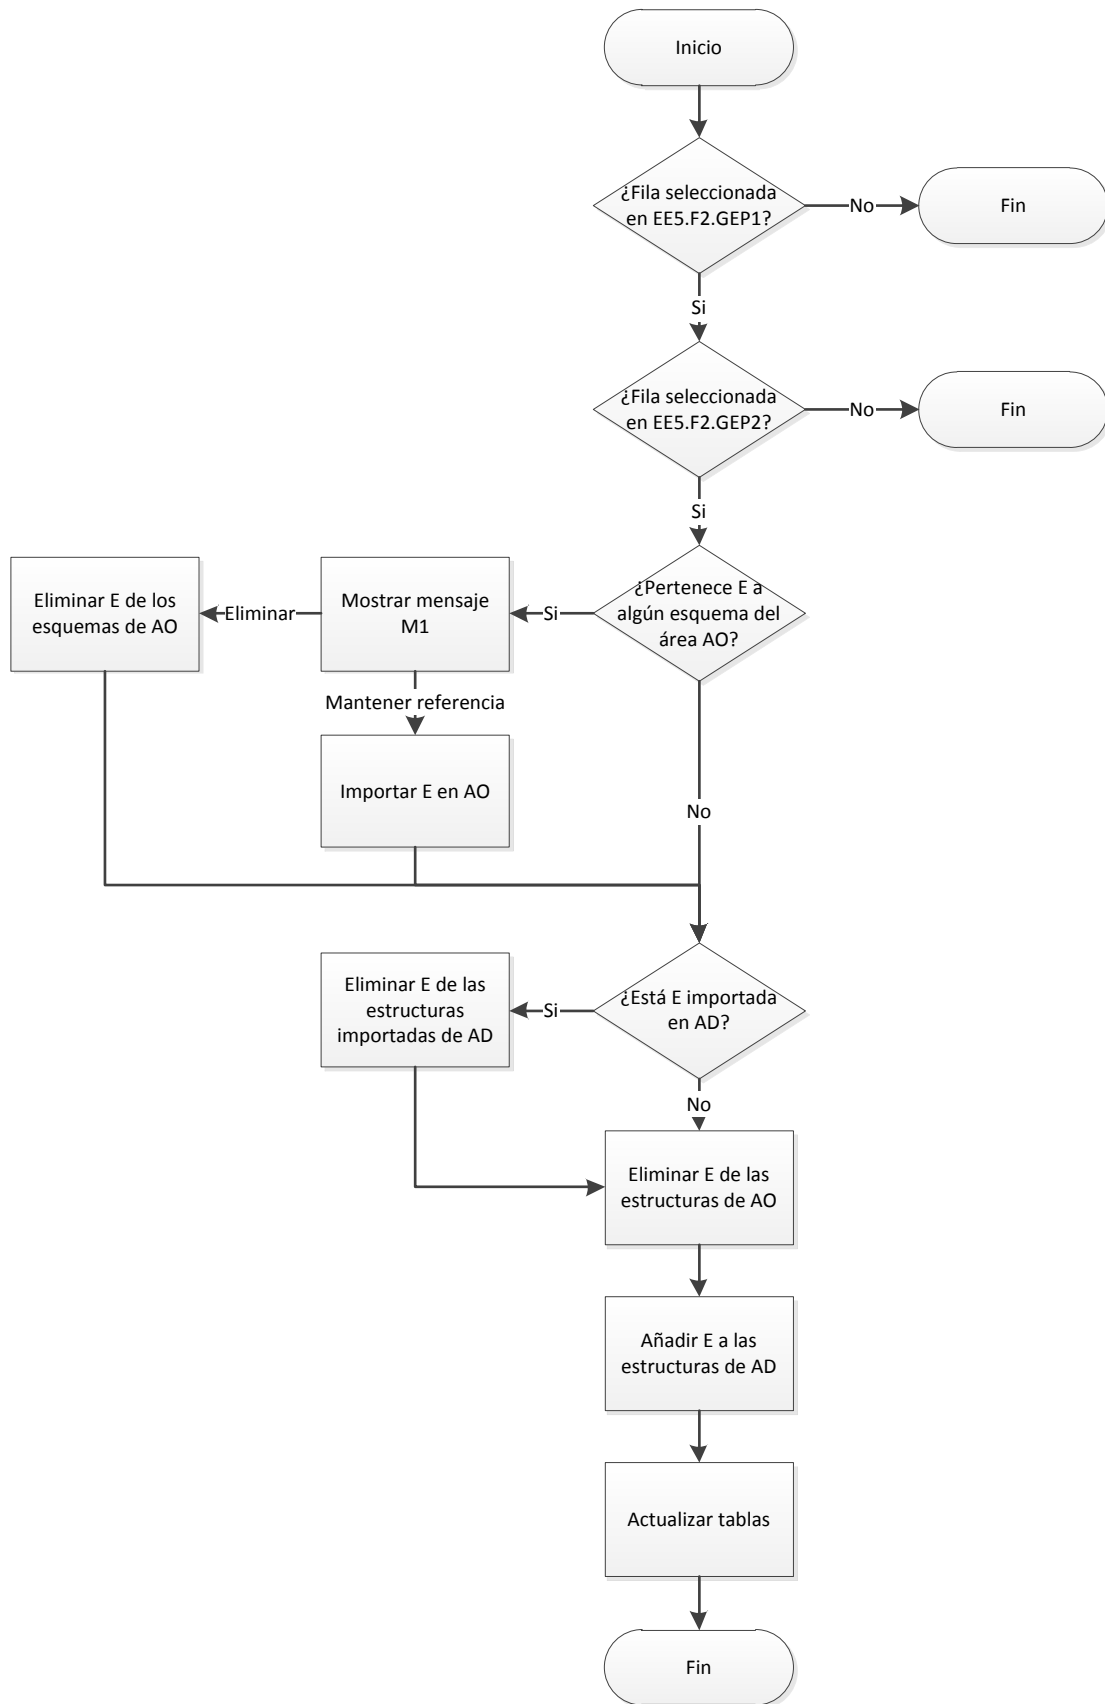 Inicio
¿Fila seleccionada
en EE5.F2.GEP1?
No
Fin
Si
¿Fila seleccionada
en EE5.F2.GEP2?
No
Fin
Si
¿Pertenece E a
algún esquema del
área AO?
Si
Mostrar mensaje
M1
Eliminar
Eliminar E de los
esquemas de AO
Mantener referencia
Importar E en AO
No
¿Está E importada
en AD?
Si
Eliminar E de las
estructuras
importadas de AD
No
Eliminar E de las
estructuras de AO
Añadir E a las
estructuras de AD
Actualizar tablas
Fin